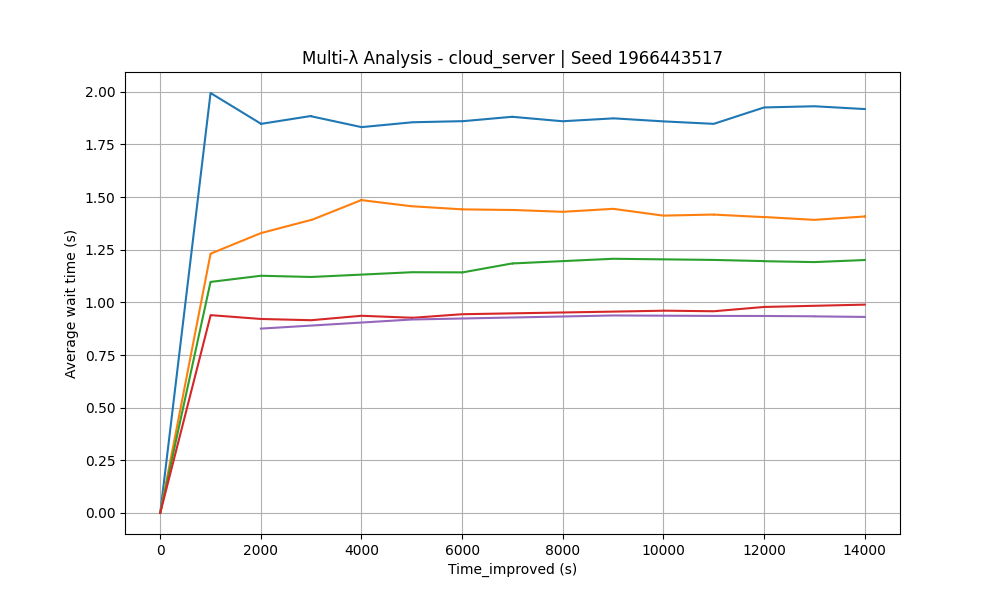 Multi-λ Analysis - cloud_server | Seed 1966443517
2.00
1.75
1.50
1.25
1.00
0.75
0.50
0.25
0.00
Average wait time (s)
0 2000 4000 6000 8000 10000 12000 14000
Time_improved (s)